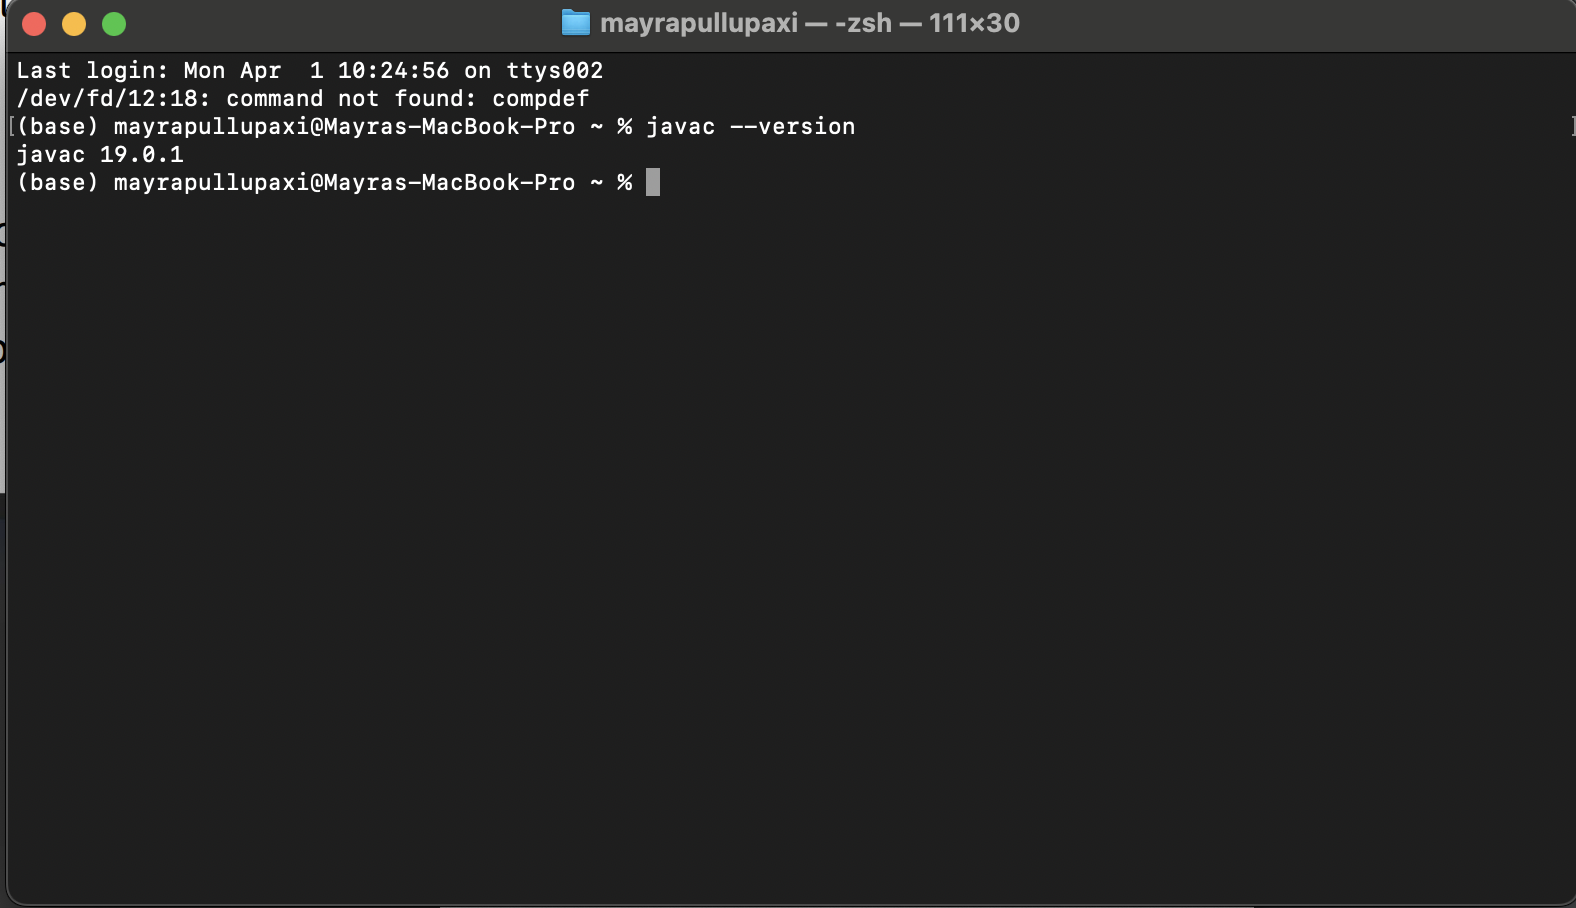 mayrapullupaxi — -zsh — 111×30
Last login: Mon Apr  1 10:24:56 on ttys002
/dev/fd/12:18: command not found: compdef
[(base) mayrapullupaxi@Mayras-MacBook-Pro ~ % javac --version]
javac 19.0.1
(base) mayrapullupaxi@Mayras-MacBook-Pro ~ %